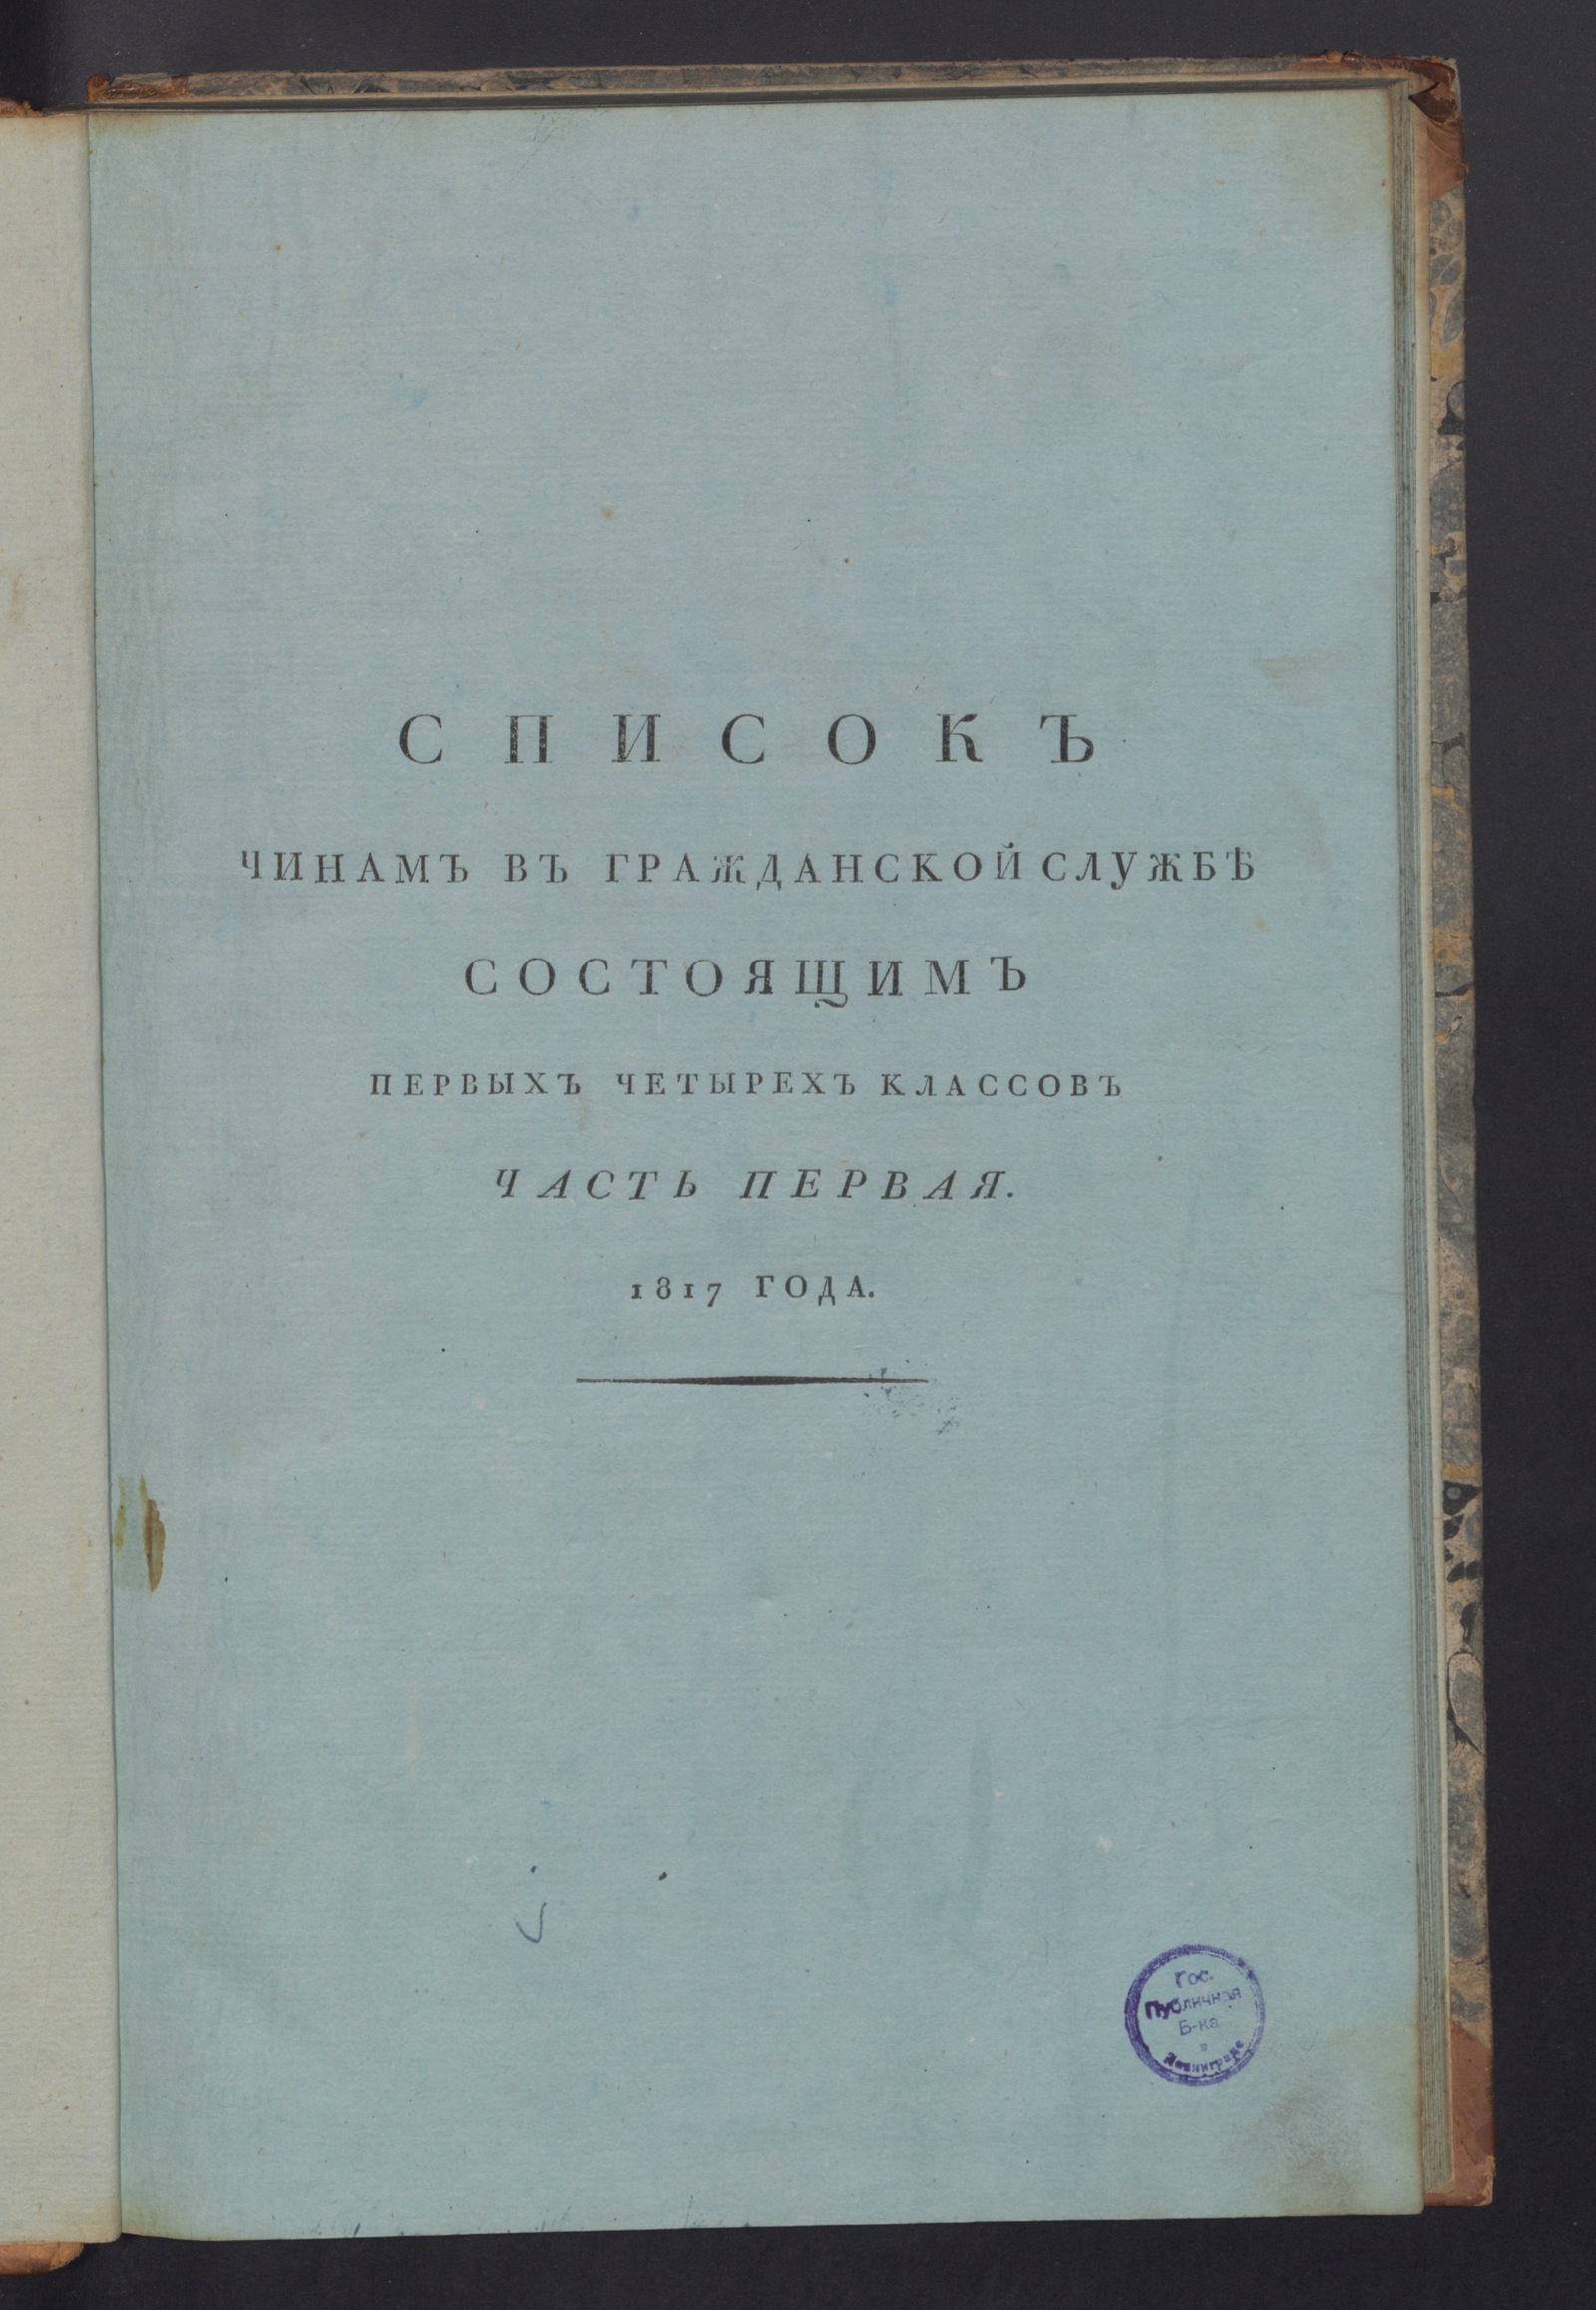 СПИСОКЪ
ЧИНАМЪ ВЪ ГРАЖДАНСКОЙ СЛУЖБѢ
СОСТОЯЩИМЪ
ПЕРВЫХЪ ЧЕТЫРЕХЪ КЛАССОВЪ
ЧАСТЬ ПЕРВАЯ.
1817 ГОДА.
Гос.
Публичная
Б-ка
в
Ленинграде